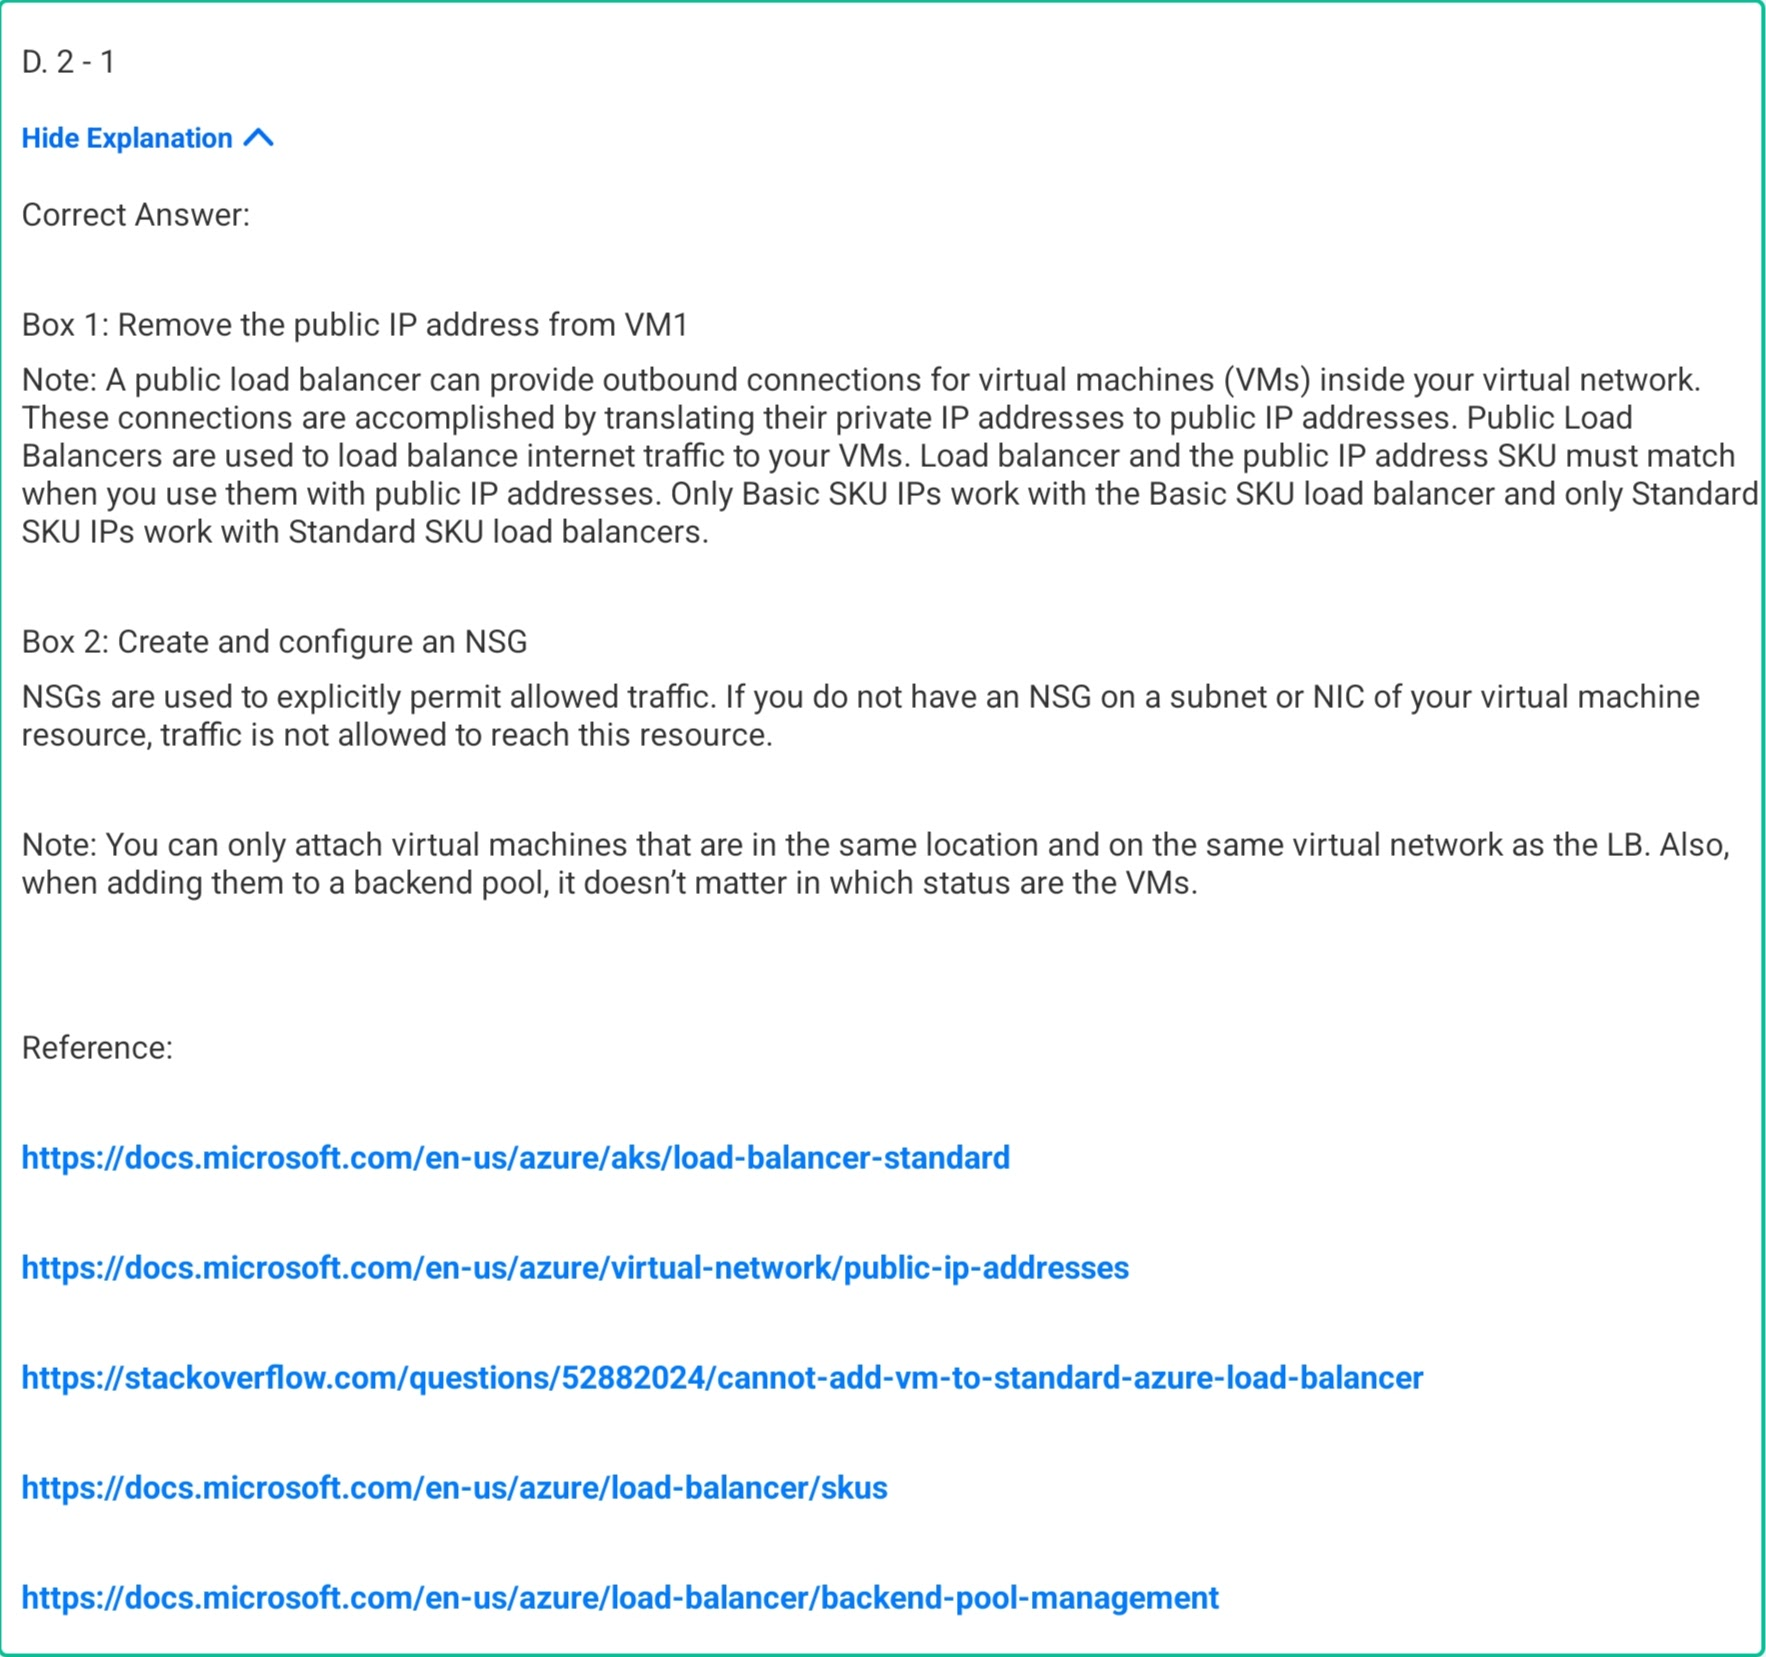 D. 2 - 1
Hide Explanation
Correct Answer:
Box 1: Remove the public IP address from VM1
Note: A public load balancer can provide outbound connections for virtual machines (VMs) inside your virtual network.
These connections are accomplished by translating their private IP addresses to public IP addresses. Public Load
Balancers are used to load balance internet traffic to your VMs. Load balancer and the public IP address SKU must match
when you use them with public IP addresses. Only Basic SKU IPs work with the Basic SKU load balancer and only Standard
SKU IPs work with Standard SKU load balancers.
Box 2: Create and configure an NSG
NSGs are used to explicitly permit allowed traffic. If you do not have an NSG on a subnet or NIC of your virtual machine
resource, traffic is not allowed to reach this resource.
Note: You can only attach virtual machines that are in the same location and on the same virtual network as the LB. Also,
when adding them to a backend pool, it doesn’t matter in which status are the VMs.
Reference:
https://docs.microsoft.com/en-us/azure/aks/load-balancer-standard
https://docs.microsoft.com/en-us/azure/virtual-network/public-ip-addresses
https://stackoverflow.com/questions/52882024/cannot-add-vm-to-standard-azure-load-balancer
https://docs.microsoft.com/en-us/azure/load-balancer/skus
https://docs.microsoft.com/en-us/azure/load-balancer/backend-pool-management